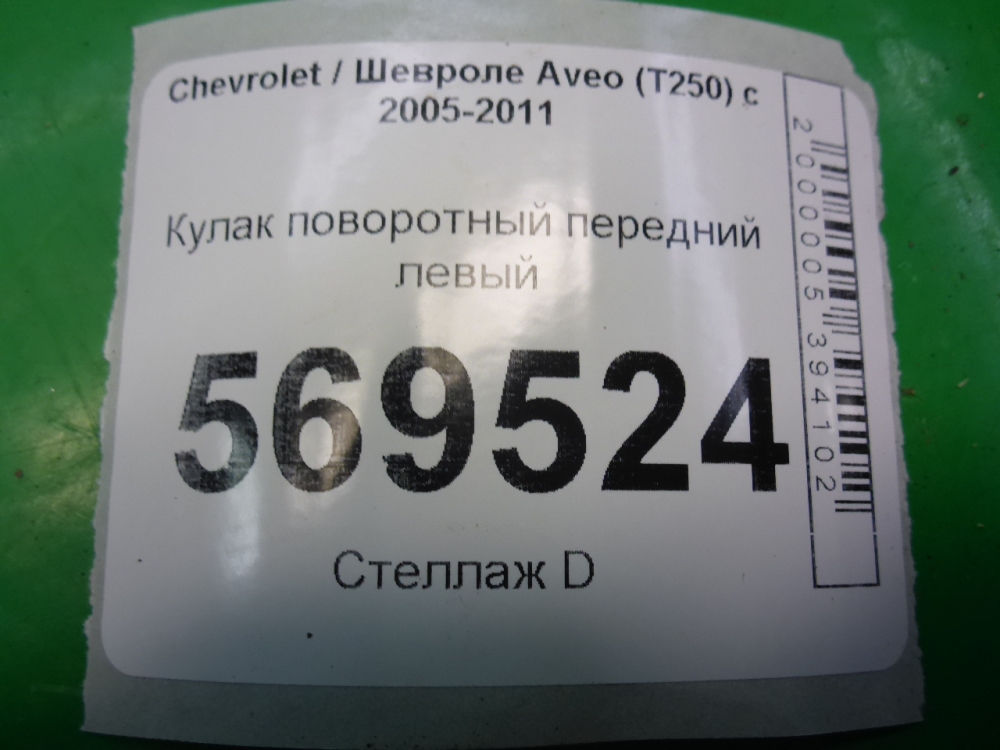 Chevrolet / Шевроле Aveo (T250) с
2005-2011
Кулак поворотный передний
левый
569524
Стеллаж D
2000005394102